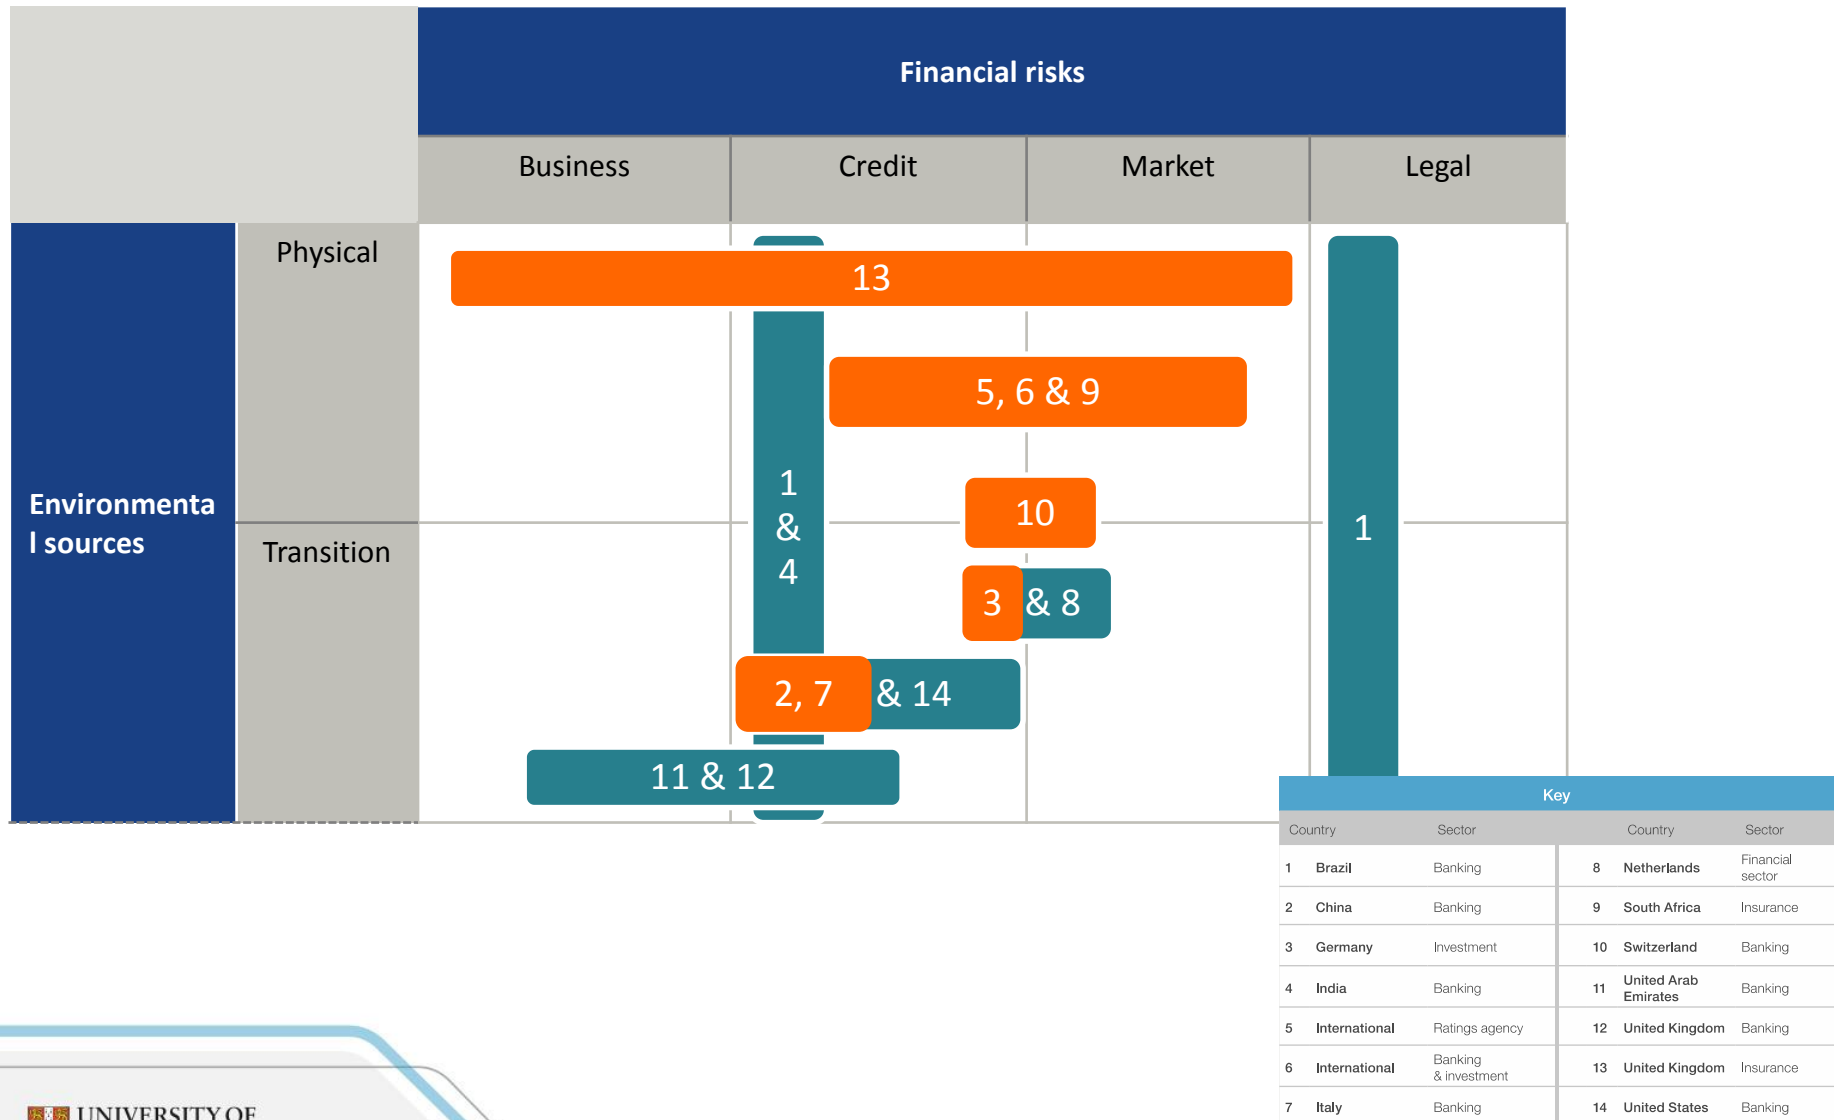 Financial risks
Business Credit Market Legal
Physical
13
5, 6 & 9
1
&
4
1
10
Environmenta
l sources
Transition
3 & 8
2, 7 & 14
11 & 12
Key
Country Sector Country Sector
1 Brazil Banking 8 Netherlands Financial sector
2 China Banking 9 South Africa Insurance
3 Germany Investment 10 Switzerland Banking
4 India Banking 11 United Arab Emirates Banking
5 International Ratings agency 12 United Kingdom Banking
6 International Banking & investment 13 United Kingdom Insurance
7 Italy Banking 14 United States Banking
UNIVERSITY OF